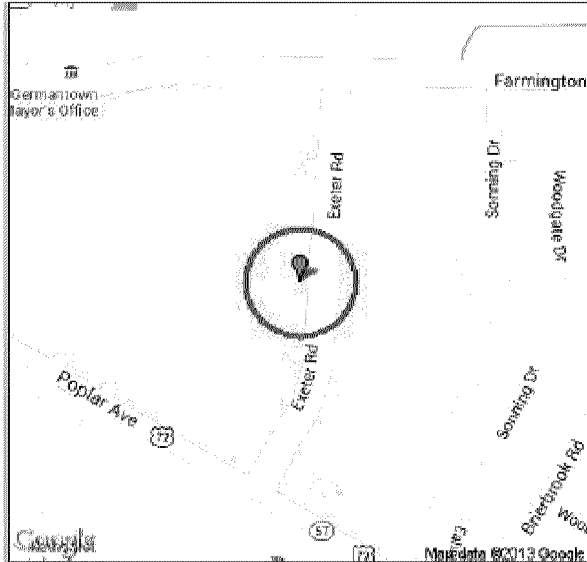 Farmington
Germantown
Mayor's Office
Exeter Rd
Sonning Dr
Woodgate Dr
Exeter Rd
Poplar Ave
72
Sonning Dr
Brierbrook Rd
57
72
Google
Map data ©2013 Google